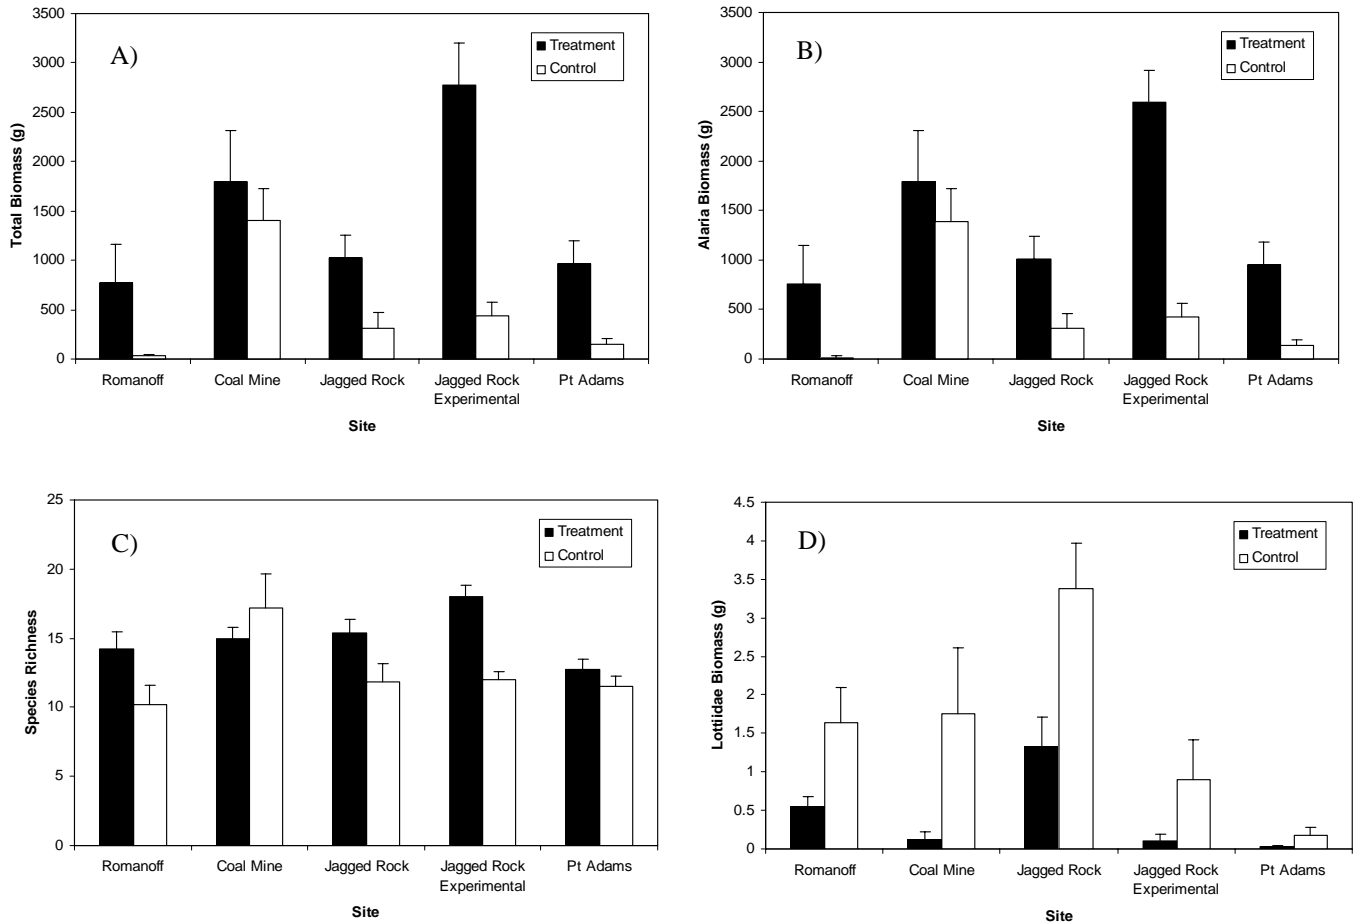 A)
Treatment
Control
Total Biomass (g)
3500
3000
2500
2000
1500
1000
500
0
Romanoff
Coal Mine
Jagged Rock
Jagged Rock
Experimental
Pt Adams
Site
B)
Treatment
Control
Alaria Biomass (g)
3500
3000
2500
2000
1500
1000
500
0
Romanoff
Coal Mine
Jagged Rock
Jagged Rock
Experimental
Pt Adams
Site
C)
Treatment
Control
Species Richness
25
20
15
10
5
0
Romanoff
Coal Mine
Jagged Rock
Jagged Rock
Experimental
Pt Adams
Site
D)
Treatment
Control
Lottiidae Biomass (g)
4.5
4
3.5
3
2.5
2
1.5
1
0.5
0
Romanoff
Coal Mine
Jagged Rock
Jagged Rock
Experimental
Pt Adams
Site